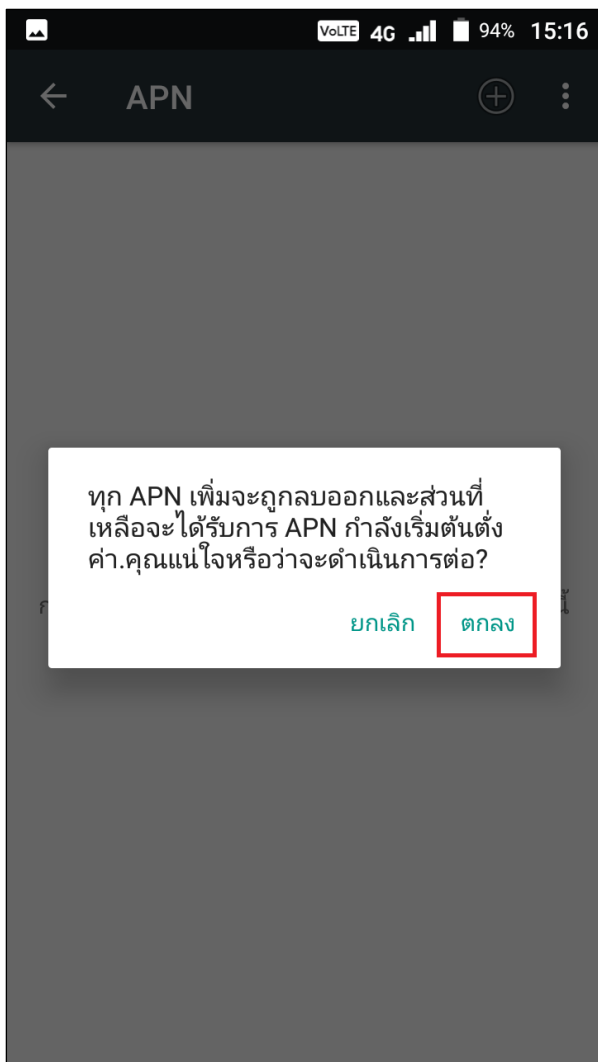 VoLTE 4G 94% 15:16
APN
ทุก APN เพิ่มจะถูกลบออกและส่วนที่
เหลือจะได้รับการ APN กำลังเริ่มต้นตั่ง
ค่า.คุณแน่ใจหรือว่าจะดำเนินการต่อ?
ยกเลิก ตกลง